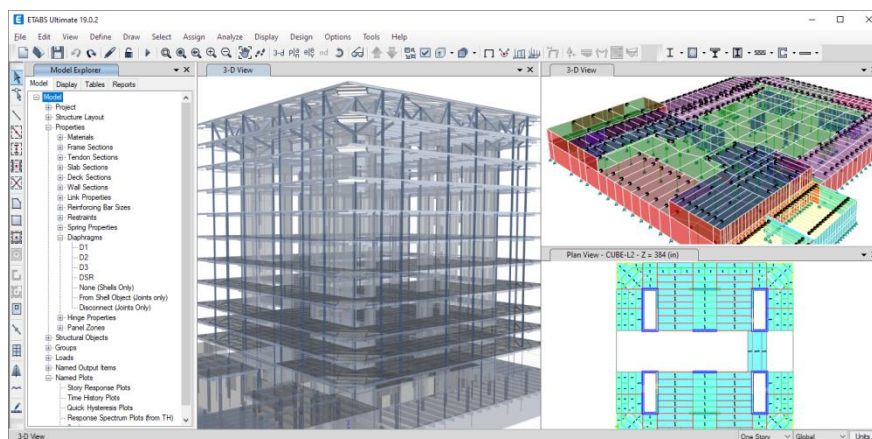 ETABS Ultimate 19.0.2
File Edit View Define Draw Select Assign Analyze Display Design Options Tools Help
3-d
nd
Model Explorer
Model Display Tables Reports
Model
Project
Structure Layout
Properties
Materials
Frame Sections
Tendon Sections
Slab Sections
Deck Sections
Wall Sections
Link Properties
Reinforcing Bar Sizes
Restraints
Spring Properties
Diaphragms
D1
D2
D3
DSR
None (Shells Only)
From Shell Object (Joints only)
Disconnect (Joints Only)
Hinge Properties
Panel Zones
Structural Objects
Groups
Loads
Named Output Items
Named Plots
Story Response Plots
Time History Plots
Quick Hysteresis Plots
Response Spectrum Plots (from TH)
3-D View
3-D View
Plan View - CUBE-L2 - Z = 384 (in)
3-D View
One Story
Global
Units